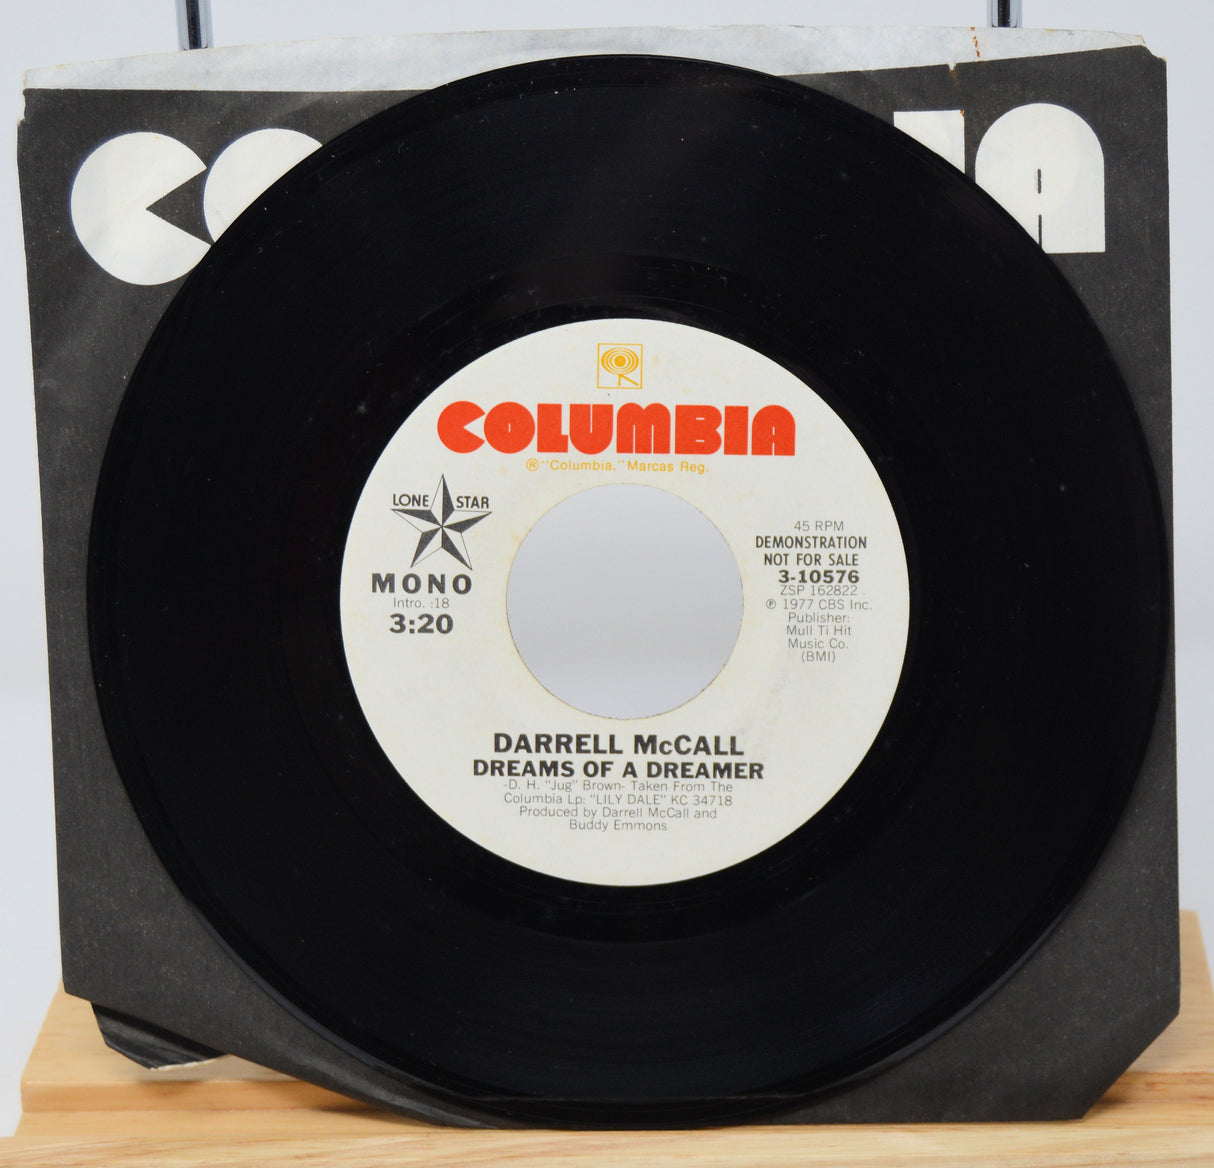 COLUMBIA
® "Columbia," Marcas Reg.
LONE STAR
MONO
Intro. :18
3:20
45 RPM
DEMONSTRATION
NOT FOR SALE
3-10576
ZSP 162822
℗ 1977 CBS Inc.
Publisher:
Mull Ti Hit
Music Co.
(BMI)
DARRELL McCALL
DREAMS OF A DREAMER
-D. H. "Jug" Brown- Taken From The
Columbia Lp: "LILY DALE" KC 34718
Produced by Darrell McCall and
Buddy Emmons